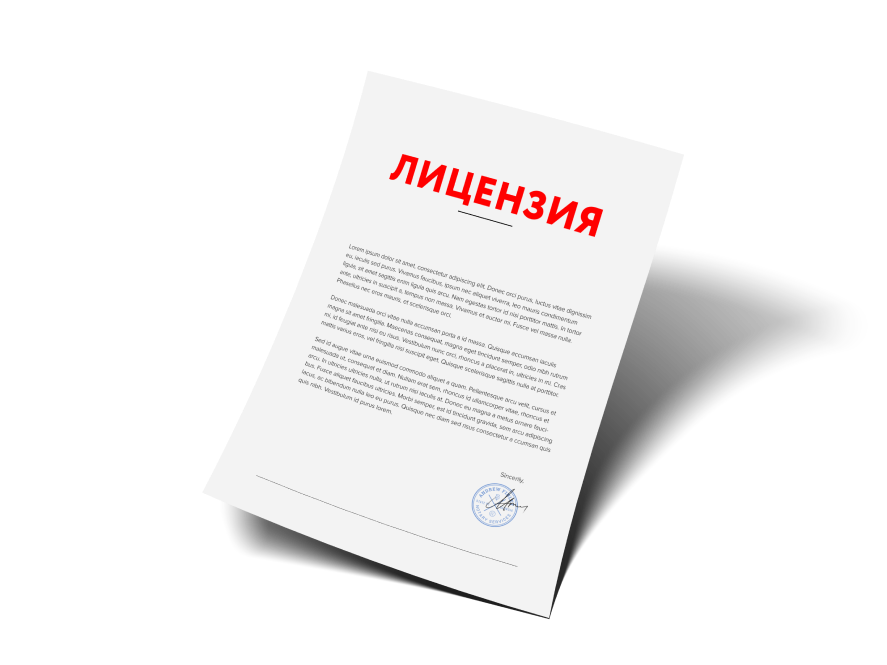 ЛИЦЕНЗИЯ
Lorem ipsum dolor sit amet, consectetur adipiscing elit. Donec orci purus, luctus vitae dignissim
eu, iaculis sed purus. Vivamus faucibus, ipsum nec aliquet viverra, leo mauris condimentum
ligula, sit amet sagittis enim ligula quis arcu. Nam egestas tortor id nisi porttitor mattis. In tortor
ante, ultricies in suscipit a, tempus non massa. Vivamus et auctor mi. Fusce vel massa nulla.
Phasellus nec eros mauris, et scelerisque orci.
Donec malesuada orci vitae nulla accumsan porta a id massa. Quisque accumsan iaculis
magna sit amet fringilla. Maecenas consequat, magna eget tincidunt semper, odio nibh rutrum
mi, id feugiat ante nisi eu risus. Vestibulum nunc orci, rhoncus a placerat in, ultricies in eu. Cras
mattis varius eros, vel fringilla nisi suscipit eget. Quisque scelerisque sagittis nulla at porttitor.
Sed id augue vitae urna euismod commodo aliquet a quam. Pellentesque arcu velit, cursus et
malesuada ut, consequat et diam. Nullam erat sem, rhoncus id ullamcorper vitae, rhoncus et
arcu. In ultricies ultricies nulla, ut rutrum nisi iaculis at. Donec eu magna a metus ornare fauci-
bus. Fusce aliquet faucibus ultricies. Morbi semper, est id tincidunt gravida, sem arcu adipiscing
lacus, ac bibendum nulla leo eu purus. Quisque nec diam sed risus consectetur a ccumsan quis
quis nibh. Vestibulum id purus lorem.
Sincerily,
ANDREW
NOTARY SERVICES